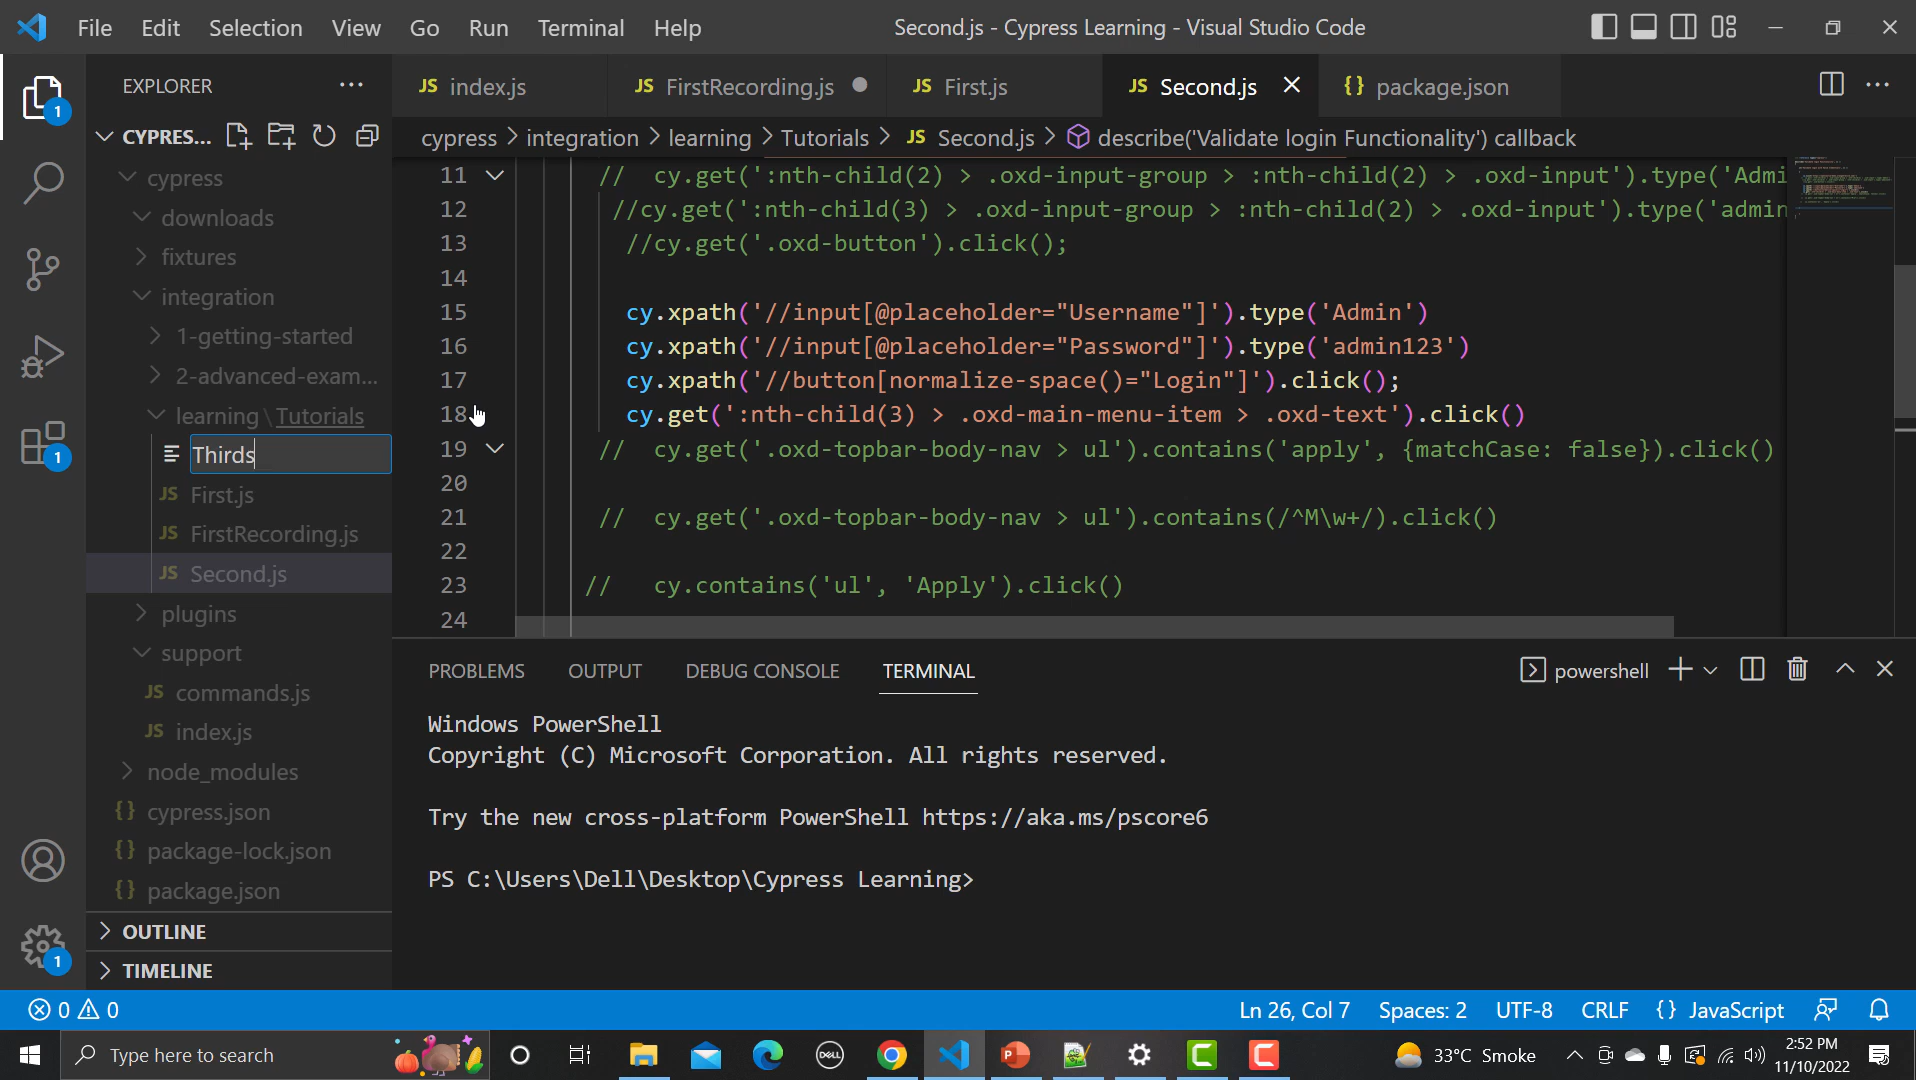 File Edit Selection View Go Run Terminal Help
Second.js - Cypress Learning - Visual Studio Code
EXPLORER
JS index.js
JS FirstRecording.js
JS First.js
JS Second.js
{} package.json
CYPRES...
cypress > integration > learning > Tutorials > JS Second.js > describe('Validate login Functionality') callback
cypress
downloads
fixtures
integration
1-getting-started
2-advanced-exam...
learning \ Tutorials
Thirds
JS First.js
JS FirstRecording.js
JS Second.js
plugins
support
JS commands.js
JS index.js
node_modules
{} cypress.json
{} package-lock.json
{} package.json
OUTLINE
TIMELINE
11 // cy.get(':nth-child(2) > .oxd-input-group > :nth-child(2) > .oxd-input').type('Admi
12 //cy.get(':nth-child(3) > .oxd-input-group > :nth-child(2) > .oxd-input').type('admin
13 //cy.get('.oxd-button').click();
14
15 cy.xpath('//input[@placeholder="Username"]').type('Admin')
16 cy.xpath('//input[@placeholder="Password"]').type('admin123')
17 cy.xpath('//button[normalize-space()="Login"]').click();
18 cy.get(':nth-child(3) > .oxd-main-menu-item > .oxd-text').click()
19 // cy.get('.oxd-topbar-body-nav > ul').contains('apply', {matchCase: false}).click()
20
21 // cy.get('.oxd-topbar-body-nav > ul').contains(/^M\w+/).click()
22
23 // cy.contains('ul', 'Apply').click()
24
PROBLEMS OUTPUT DEBUG CONSOLE TERMINAL
powershell
Windows PowerShell
Copyright (C) Microsoft Corporation. All rights reserved.
Try the new cross-platform PowerShell https://aka.ms/pscore6
PS C:\Users\Dell\Desktop\Cypress Learning>
1
1
1
0 0
Ln 26, Col 7 Spaces: 2 UTF-8 CRLF {} JavaScript
Type here to search
DELL
33°C Smoke
2:52 PM
11/10/2022